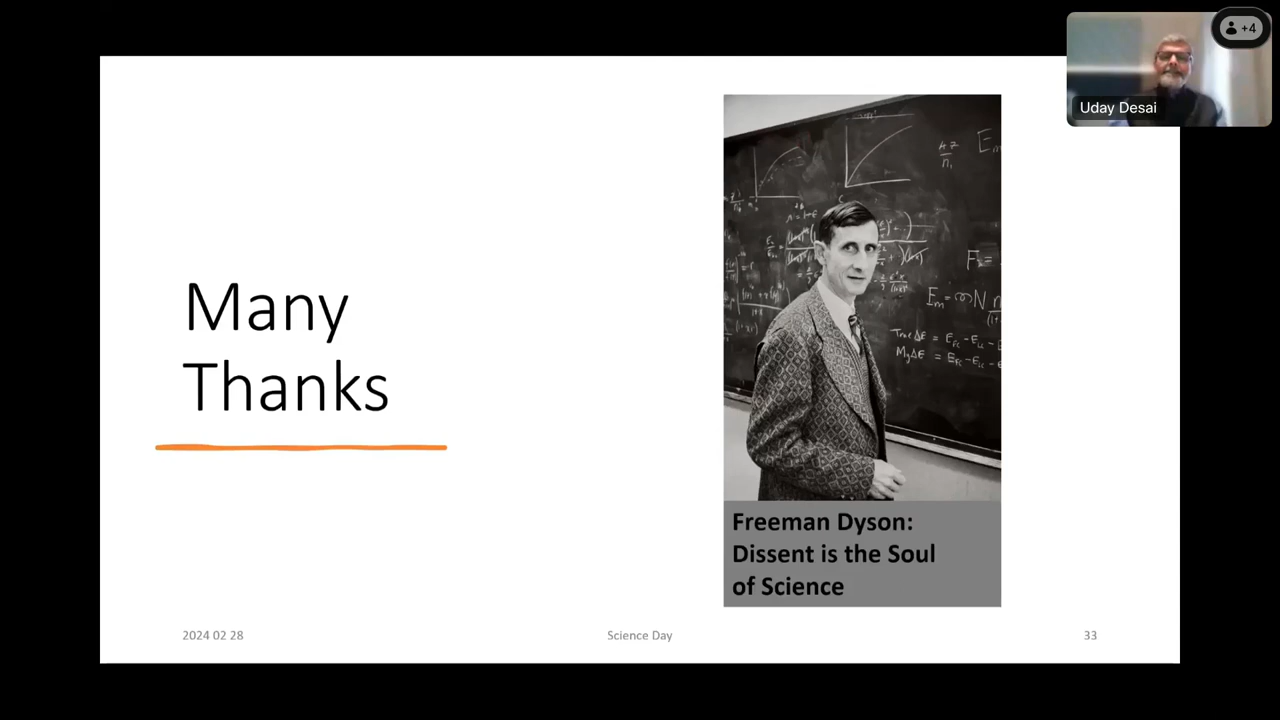 +4
Uday Desai
Many
Thanks
Freeman Dyson:
Dissent is the Soul
of Science
2024 02 28
Science Day
33